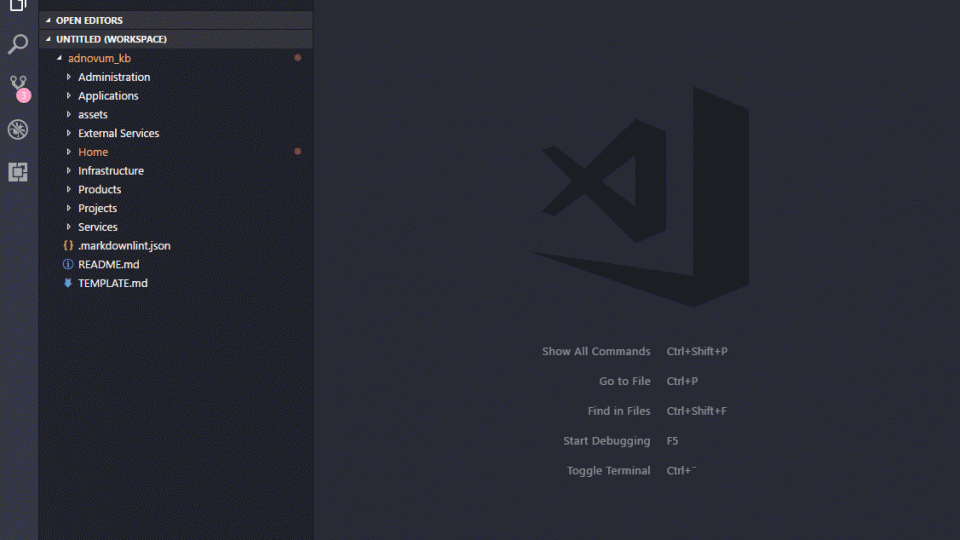 OPEN EDITORS
UNTITLED (WORKSPACE)
adnovum_kb
Administration
Applications
assets
External Services
Home
Infrastructure
Products
Projects
Services
{} .markdownlint.json
README.md
TEMPLATE.md
3
Show All Commands Ctrl+Shift+P
Go to File Ctrl+P
Find in Files Ctrl+Shift+F
Start Debugging F5
Toggle Terminal Ctrl+¨